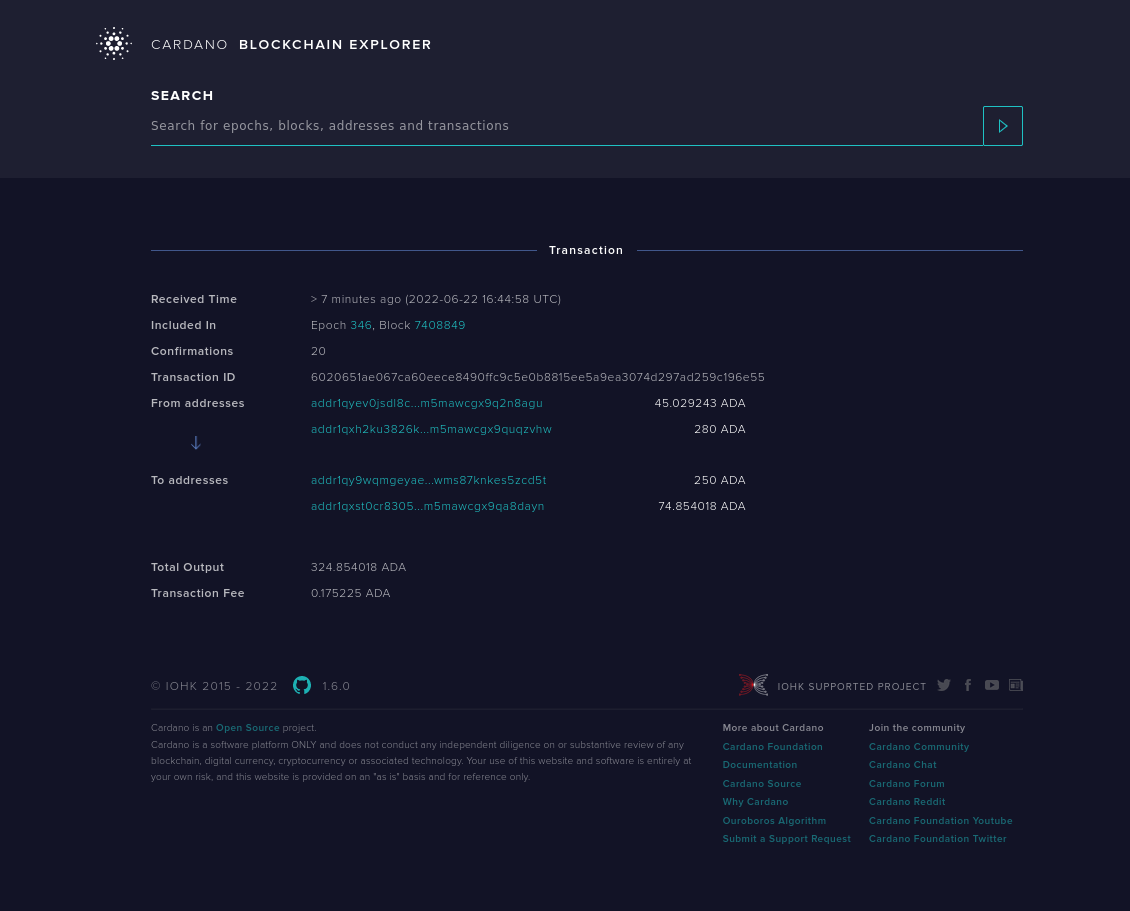 CARDANO BLOCKCHAIN EXPLORER
SEARCH
Search for epochs, blocks, addresses and transactions
Transaction
Received Time > 7 minutes ago (2022-06-22 16:44:58 UTC)
Included In Epoch 346, Block 7408849
Confirmations 20
Transaction ID 6020651ae067ca60eece8490ffc9c5e0b8815ee5a9ea3074d297ad259c196e55
From addresses addr1qyev0jsdl8c...m5mawcgx9q2n8agu 45.029243 ADA
addr1qxh2ku3826k...m5mawcgx9quqzvhw 280 ADA
To addresses addr1qy9wqmgeyae...wms87knkes5zcd5t 250 ADA
addr1qxst0cr8305...m5mawcgx9qa8dayn 74.854018 ADA
Total Output 324.854018 ADA
Transaction Fee 0.175225 ADA
© IOHK 2015 - 2022 1.6.0 IOHK SUPPORTED PROJECT
Cardano is an Open Source project.
Cardano is a software platform ONLY and does not conduct any independent diligence on or substantive review of any
blockchain, digital currency, cryptocurrency or associated technology. Your use of this website and software is entirely at
your own risk, and this website is provided on an "as is" basis and for reference only.
More about Cardano
Cardano Foundation
Documentation
Cardano Source
Why Cardano
Ouroboros Algorithm
Submit a Support Request
Join the community
Cardano Community
Cardano Chat
Cardano Forum
Cardano Reddit
Cardano Foundation Youtube
Cardano Foundation Twitter